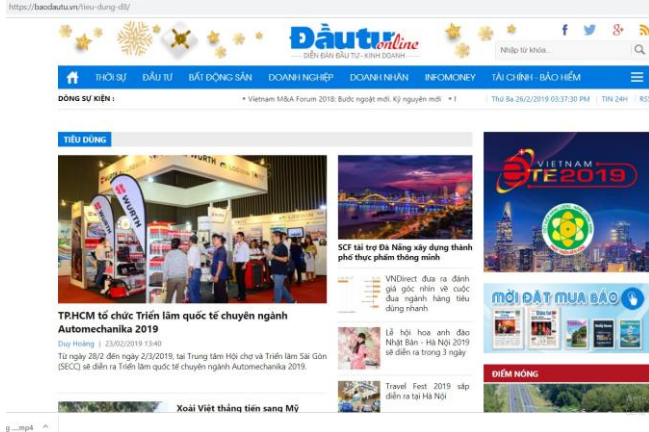 https://baodautu.vn/tieu-dung-d8/
Đầutư Online
DIỄN ĐÀN ĐẦU TƯ - KINH DOANH
Nhập từ khóa...
THỜI SỰ ĐẦU TƯ BẤT ĐỘNG SẢN DOANH NGHIỆP DOANH NHÂN INFOMONEY TÀI CHÍNH - BẢO HIỂM
DÒNG SỰ KIỆN : • Vietnam M&A Forum 2018: Bước ngoặt mới. Kỷ nguyên mới Thứ Ba 26/2/2019 03:37:30 PM | TIN 24H | RSS
TIÊU DÙNG
WURTH
WURTH
WURTH
TP.HCM tổ chức Triển lãm quốc tế chuyên ngành
Automechanika 2019
Duy Hoàng | 23/02/2019 13:40
Từ ngày 28/2 đến ngày 2/3/2019, tại Trung tâm Hội chợ và Triển lãm Sài Gòn
(SECC) sẽ diễn ra Triển lãm quốc tế chuyên ngành Automechanika 2019.
Xoài Việt thẳng tiến sang Mỹ
SCF tài trợ Đà Nẵng xây dựng thành
phố thực phẩm thông minh
VNDirect đưa ra đánh
giá góc nhìn về cuộc
đua ngành hàng tiêu
dùng nhanh
Lễ hội hoa anh đào
Nhật Bản - Hà Nội 2019
sẽ diễn ra trong 3 ngày
Travel Fest 2019 sắp
diễn ra tại Hà Nội
VIETNAM
ETE 2019
MỜI ĐẶT MUA BÁO
ĐIỂM NÓNG
g ....mp4